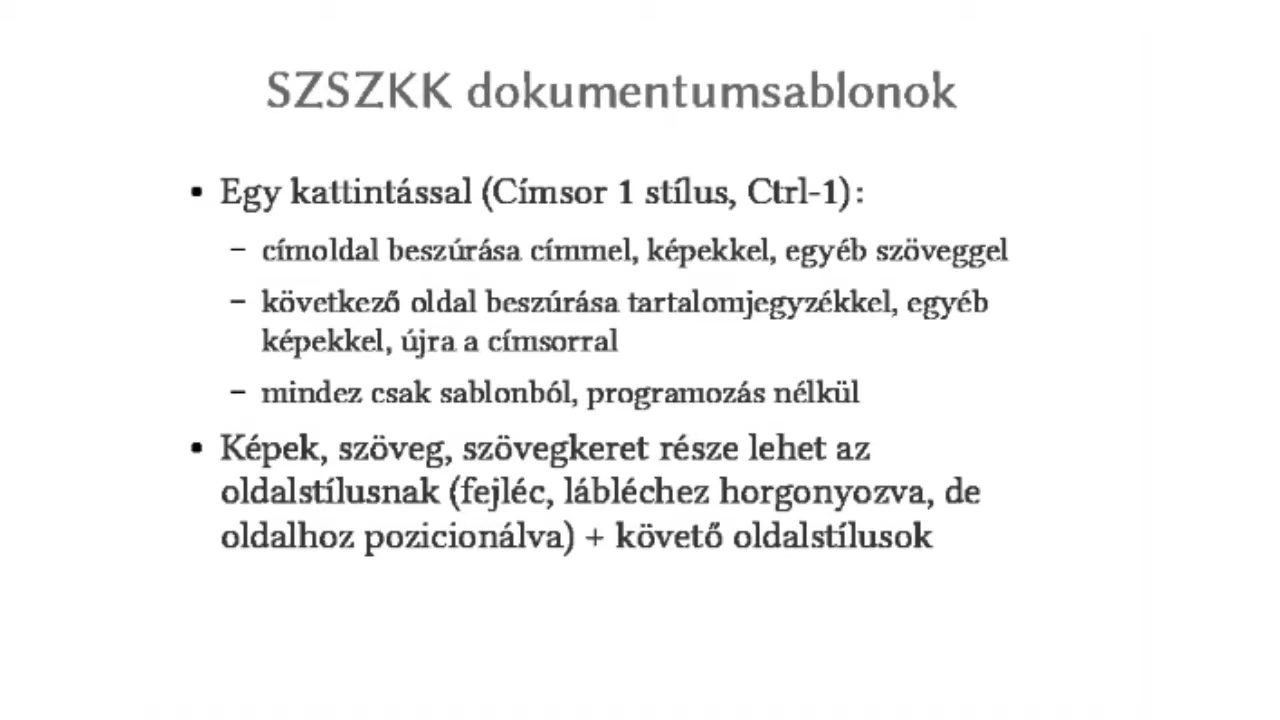 SZSZKK dokumentumsablonok
• Egy kattintással (Címsor 1 stílus, Ctrl-1):
– címoldal beszúrása címmel, képekkel, egyéb szöveggel
– következő oldal beszúrása tartalomjegyzékkel, egyéb
képekkel, újra a címsorral
– mindez csak sablonból, programozás nélkül
• Képek, szöveg, szövegkeret része lehet az
oldalstílusnak (fejléc, lábléchez horgonyozva, de
oldalhoz pozicionálva) + követő oldalstílusok